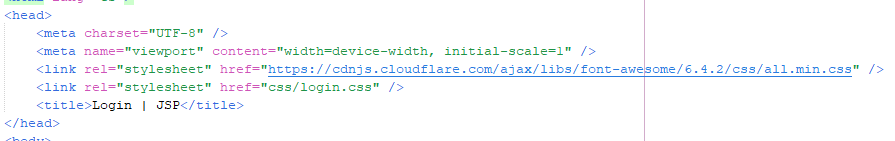 <head>
<meta charset="UTF-8" />
<meta name="viewport" content="width=device-width, initial-scale=1" />
<link rel="stylesheet" href="https://cdnjs.cloudflare.com/ajax/libs/font-awesome/6.4.2/css/all.min.css" />
<link rel="stylesheet" href="css/login.css" />
<title>Login | JSP</title>
</head>
<body>